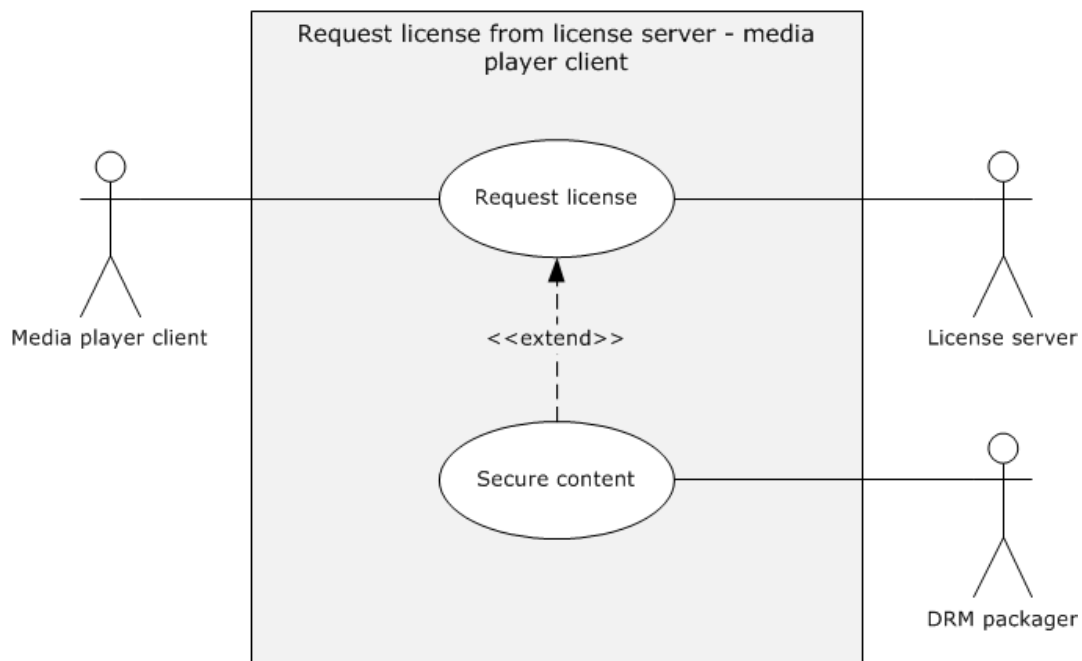 Request license from license server - media
player client
Request license
Media player client
<<extend>>
License server
Secure content
DRM packager